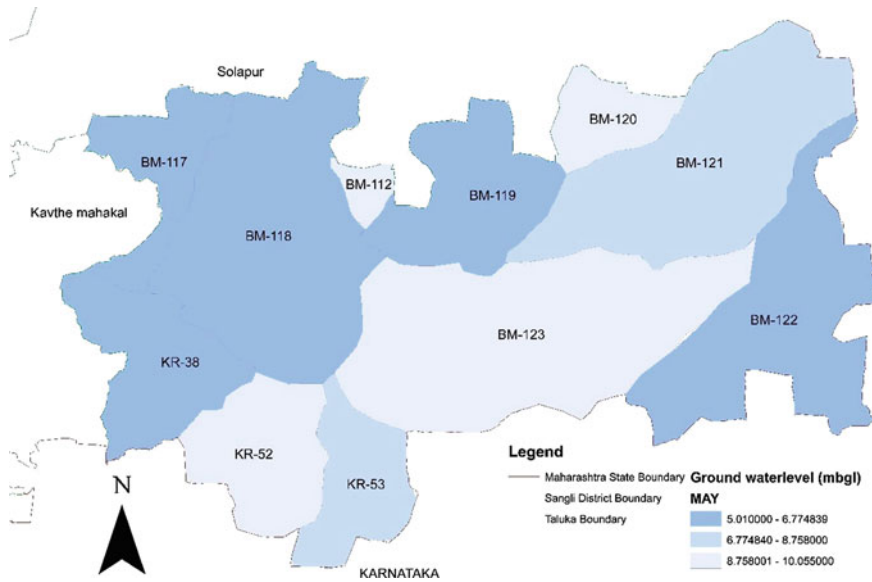 Solapur
BM-120
BM-117
BM-112
BM-121
BM-119
Kavthe mahakal
BM-118
BM-122
BM-123
KR-38
KR-52
KR-53
N
KARNATAKA
Legend
Maharashtra State Boundary
Sangli District Boundary
Taluka Boundary
Ground waterlevel (mbgl)
MAY
5.010000 - 6.774839
6.774840 - 8.758000
8.758001 - 10.055000